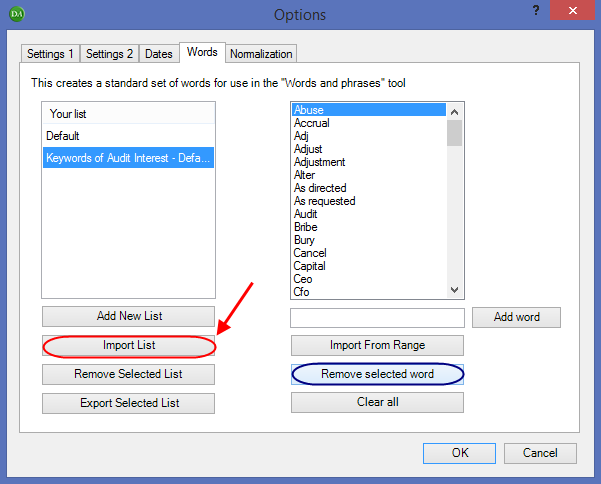 DA
Options
?
Settings 1 Settings 2 Dates Words Normalization
This creates a standard set of words for use in the "Words and phrases" tool
Your list
Default
Keywords of Audit Interest - Defa...
Abuse
Accrual
Adj
Adjust
Adjustment
Alter
As directed
As requested
Audit
Bribe
Bury
Cancel
Capital
Ceo
Cfo
Add New List
Import List
Remove Selected List
Export Selected List
Add word
Import From Range
Remove selected word
Clear all
OK
Cancel